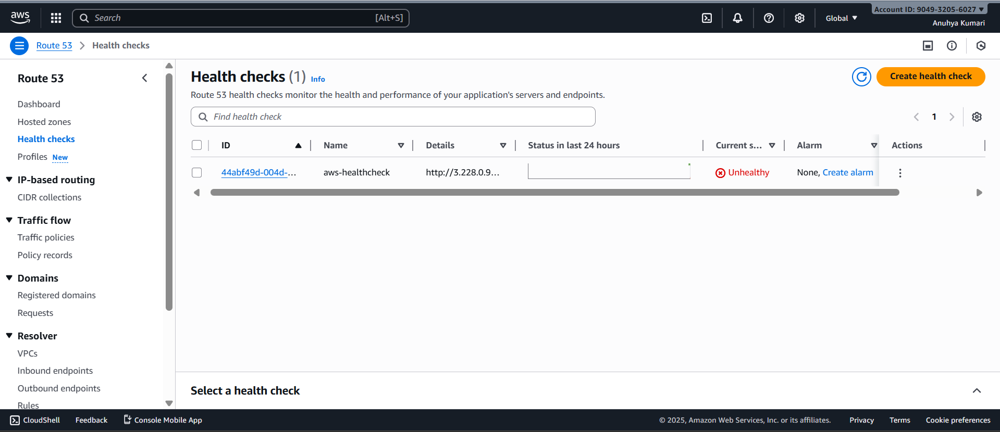 aws
Search
[Alt+S]
Global
Account ID: 9049-3205-6027
Anuhya Kumari
Route 53
Health checks
Route 53
Dashboard
Hosted zones
Health checks
Profiles New
IP-based routing
CIDR collections
Traffic flow
Traffic policies
Policy records
Domains
Registered domains
Requests
Resolver
VPCs
Inbound endpoints
Outbound endpoints
Rules
Health checks (1) Info
Create health check
Route 53 health checks monitor the health and performance of your application's servers and endpoints.
Find health check
1
ID Name Details Status in last 24 hours Current s... Alarm Actions
44abf49d-004d-... aws-healthcheck http://3.228.0.9... Unhealthy None, Create alarm
Select a health check
CloudShell Feedback Console Mobile App © 2025, Amazon Web Services, Inc. or its affiliates. Privacy Terms Cookie preferences